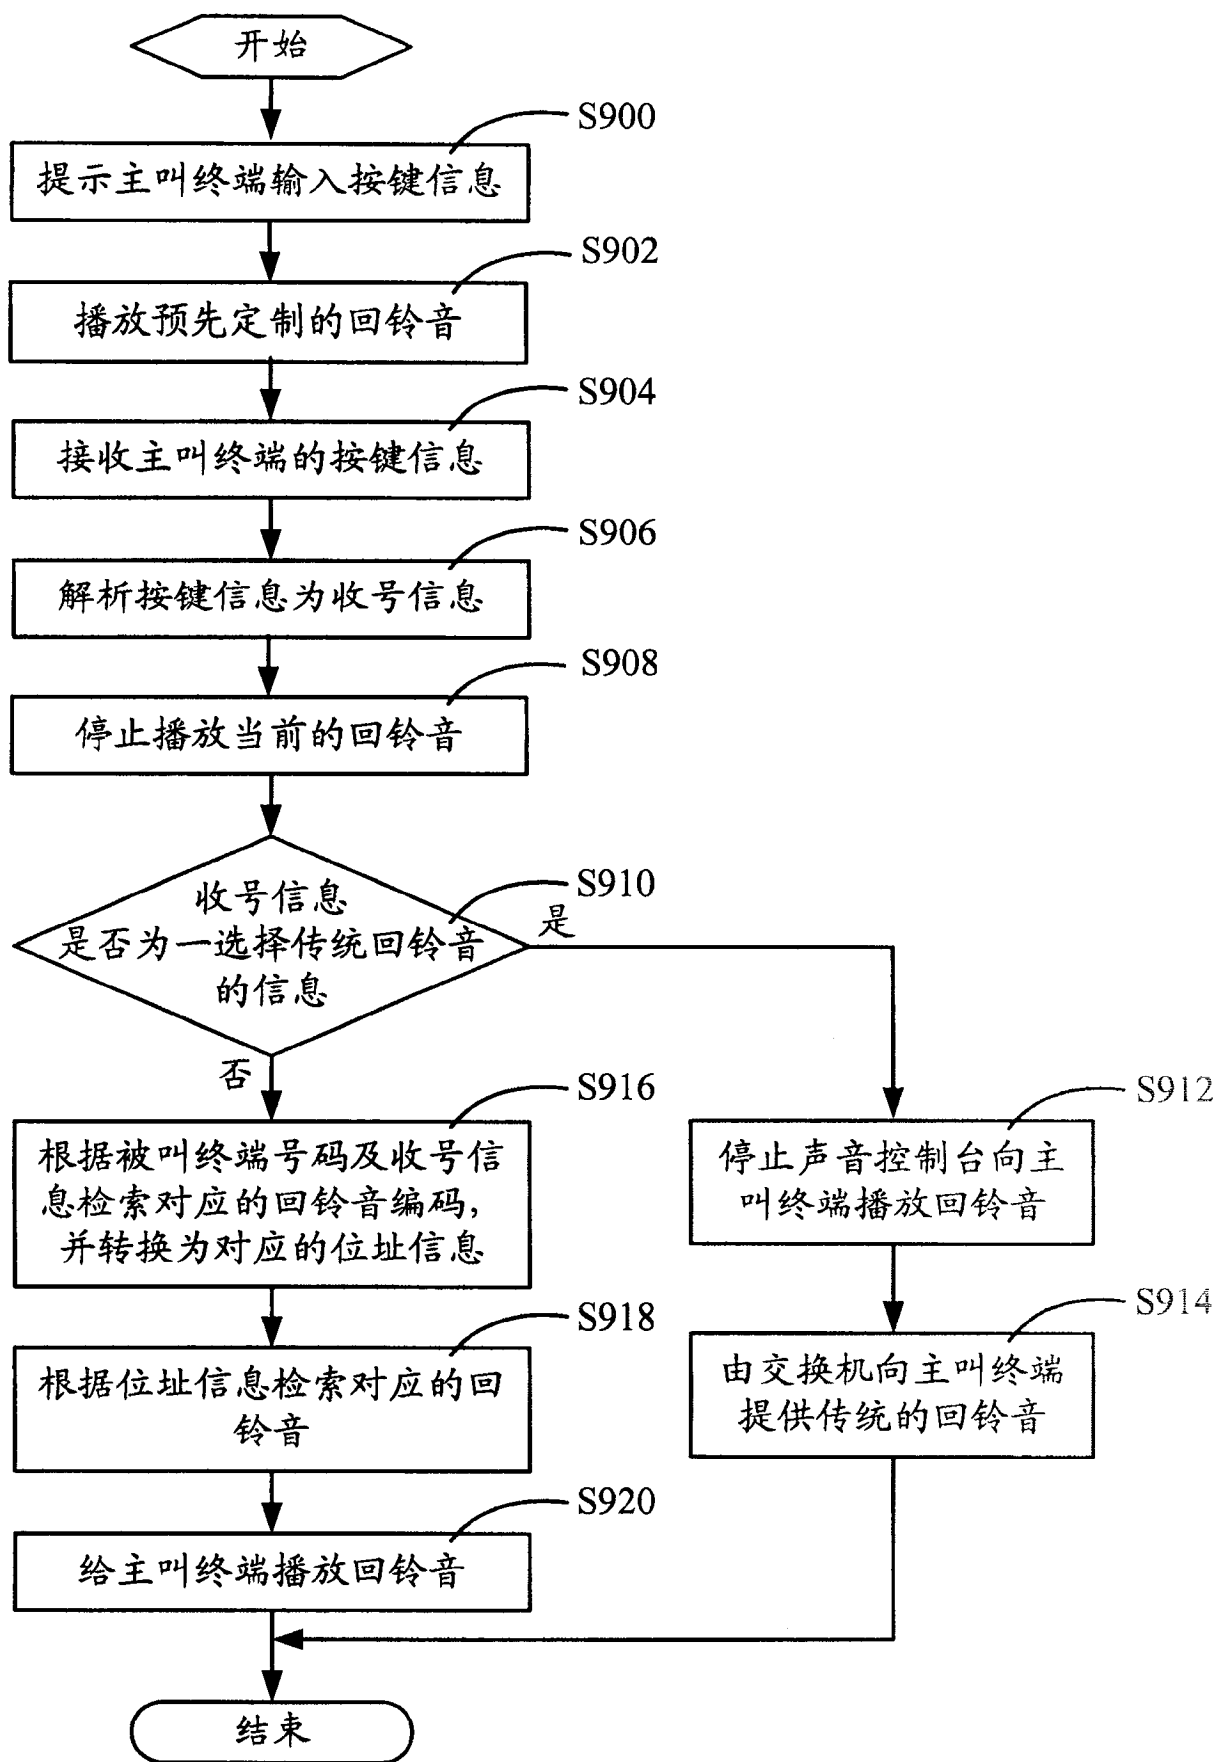 开始
S900
提示主叫终端输入按键信息
S902
播放预先定制的回铃音
S904
接收主叫终端的按键信息
S906
解析按键信息为收号信息
S908
停止播放当前的回铃音
S910
收号信息
是否为一选择传统回铃音
的信息
是
否
S916
根据被叫终端号码及收号信
息检索对应的回铃音编码,
并转换为对应的位址信息
S912
停止声音控制台向主
叫终端播放回铃音
S918
根据位址信息检索对应的回
铃音
S914
由交换机向主叫终端
提供传统的回铃音
S920
给主叫终端播放回铃音
结束